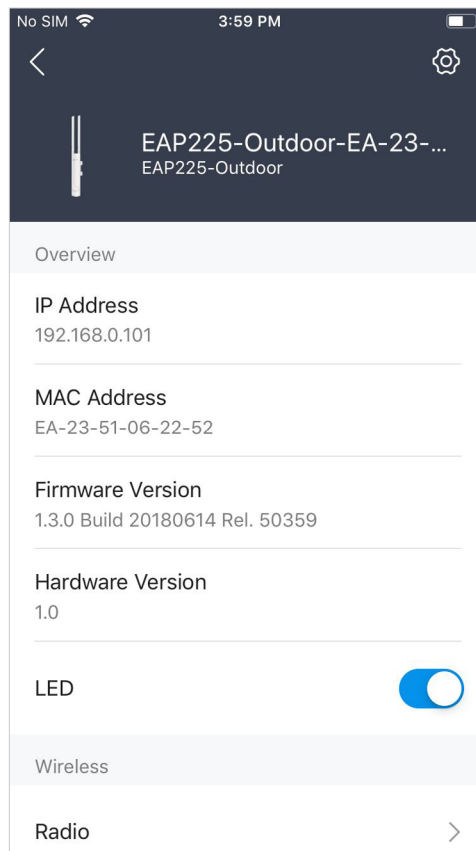 No SIM 3:59 PM
EAP225-Outdoor-EA-23-...
EAP225-Outdoor
Overview
IP Address
192.168.0.101
MAC Address
EA-23-51-06-22-52
Firmware Version
1.3.0 Build 20180614 Rel. 50359
Hardware Version
1.0
LED
Wireless
Radio